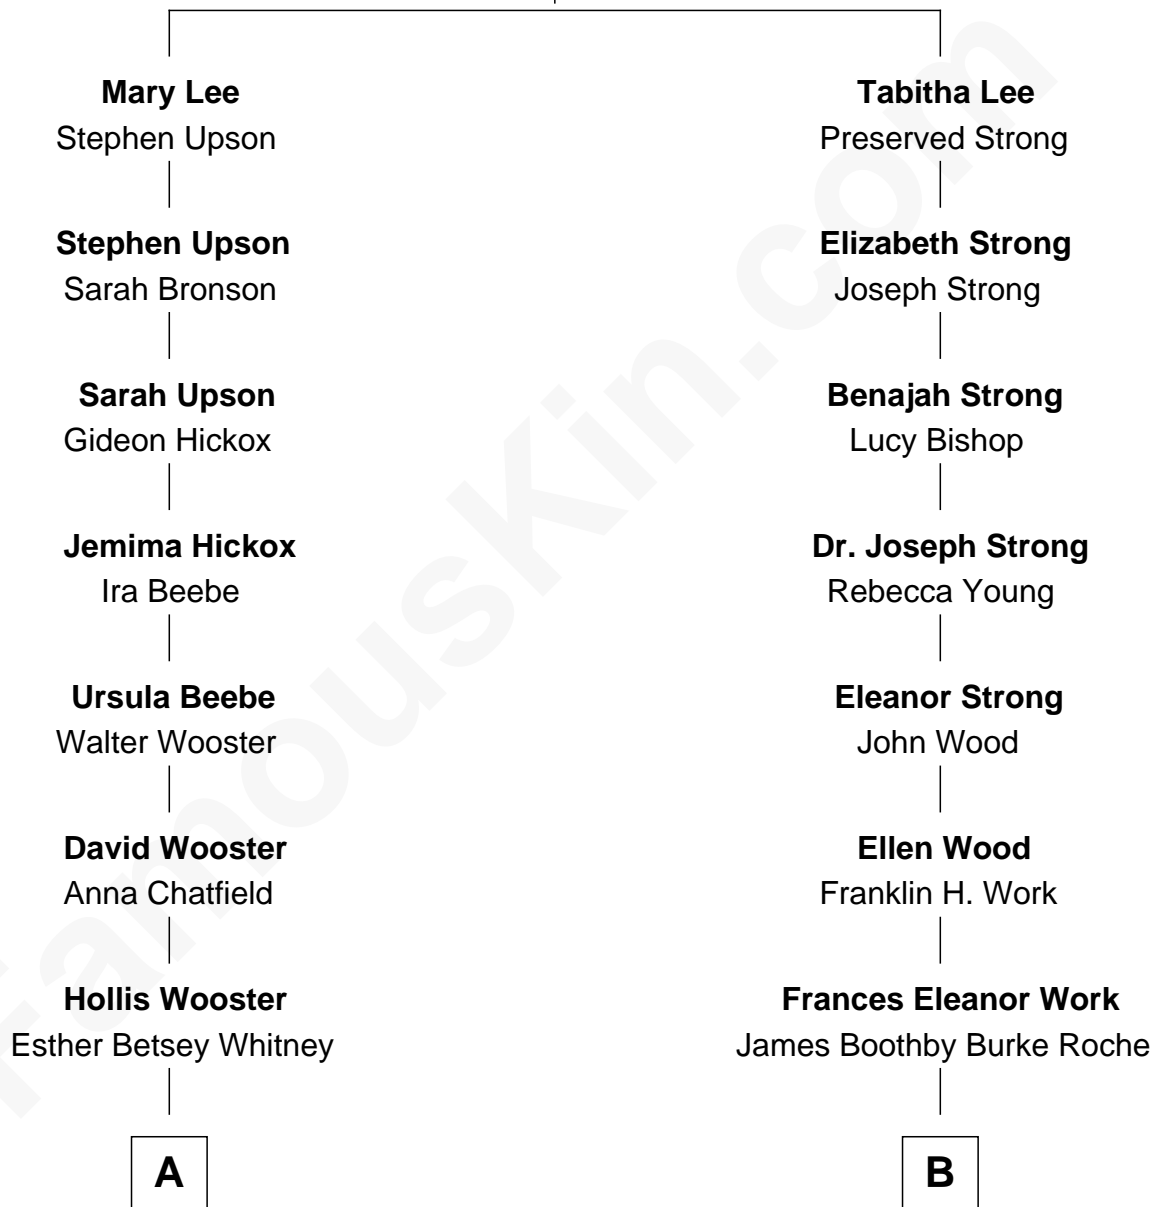 Mary Lee
Stephen Upson
Stephen Upson
Sarah Bronson
Sarah Upson
Gideon Hickox
Jemima Hickox
Ira Beebe
Ursula Beebe
Walter Wooster
David Wooster
Anna Chatfield
Hollis Wooster
Esther Betsey Whitney
A
Tabitha Lee
Preserved Strong
Elizabeth Strong
Joseph Strong
Benajah Strong
Lucy Bishop
Dr. Joseph Strong
Rebecca Young
Eleanor Strong
John Wood
Ellen Wood
Franklin H. Work
Frances Eleanor Work
James Boothby Burke Roche
B
FamousKin.com